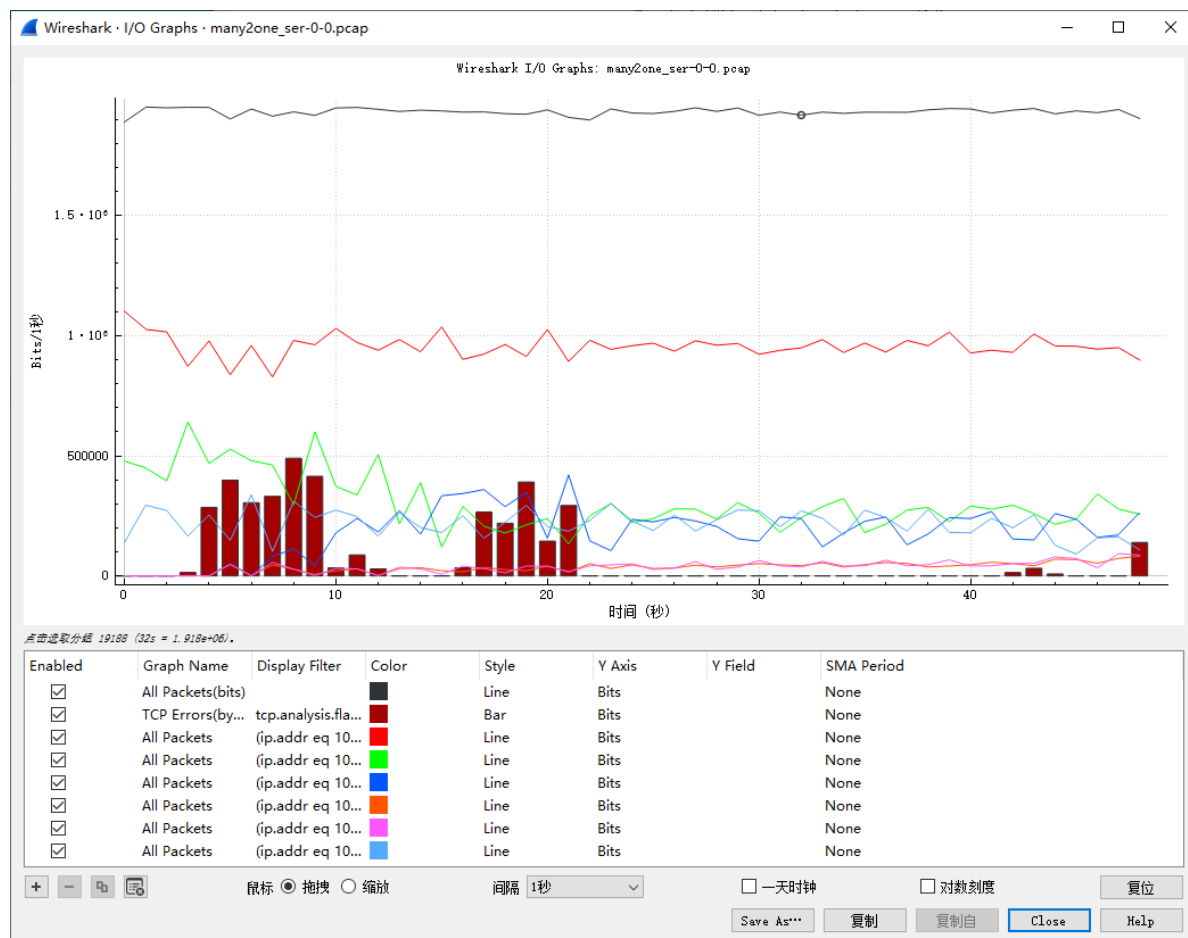 Wireshark · I/O Graphs · many2one_ser-0-0.pcap
Wireshark I/O Graphs: many2one_ser-0-0.pcap
1.5 · 10⁶
1 · 10⁶
500000
0
Bits/1秒
0 10 20 30 40
时间 (秒)
点击选取分组 19188 (32s = 1.918e+06)。
Enabled Graph Name Display Filter Color Style Y Axis Y Field SMA Period
All Packets(bits) Line Bits None
TCP Errors(by... tcp.analysis.fla... Bar Bits None
All Packets (ip.addr eq 10... Line Bits None
All Packets (ip.addr eq 10... Line Bits None
All Packets (ip.addr eq 10... Line Bits None
All Packets (ip.addr eq 10... Line Bits None
All Packets (ip.addr eq 10... Line Bits None
All Packets (ip.addr eq 10... Line Bits None
鼠标 拖拽 缩放 间隔 1秒 一天时钟 对数刻度 复位
Save As… 复制 复制自 Close Help